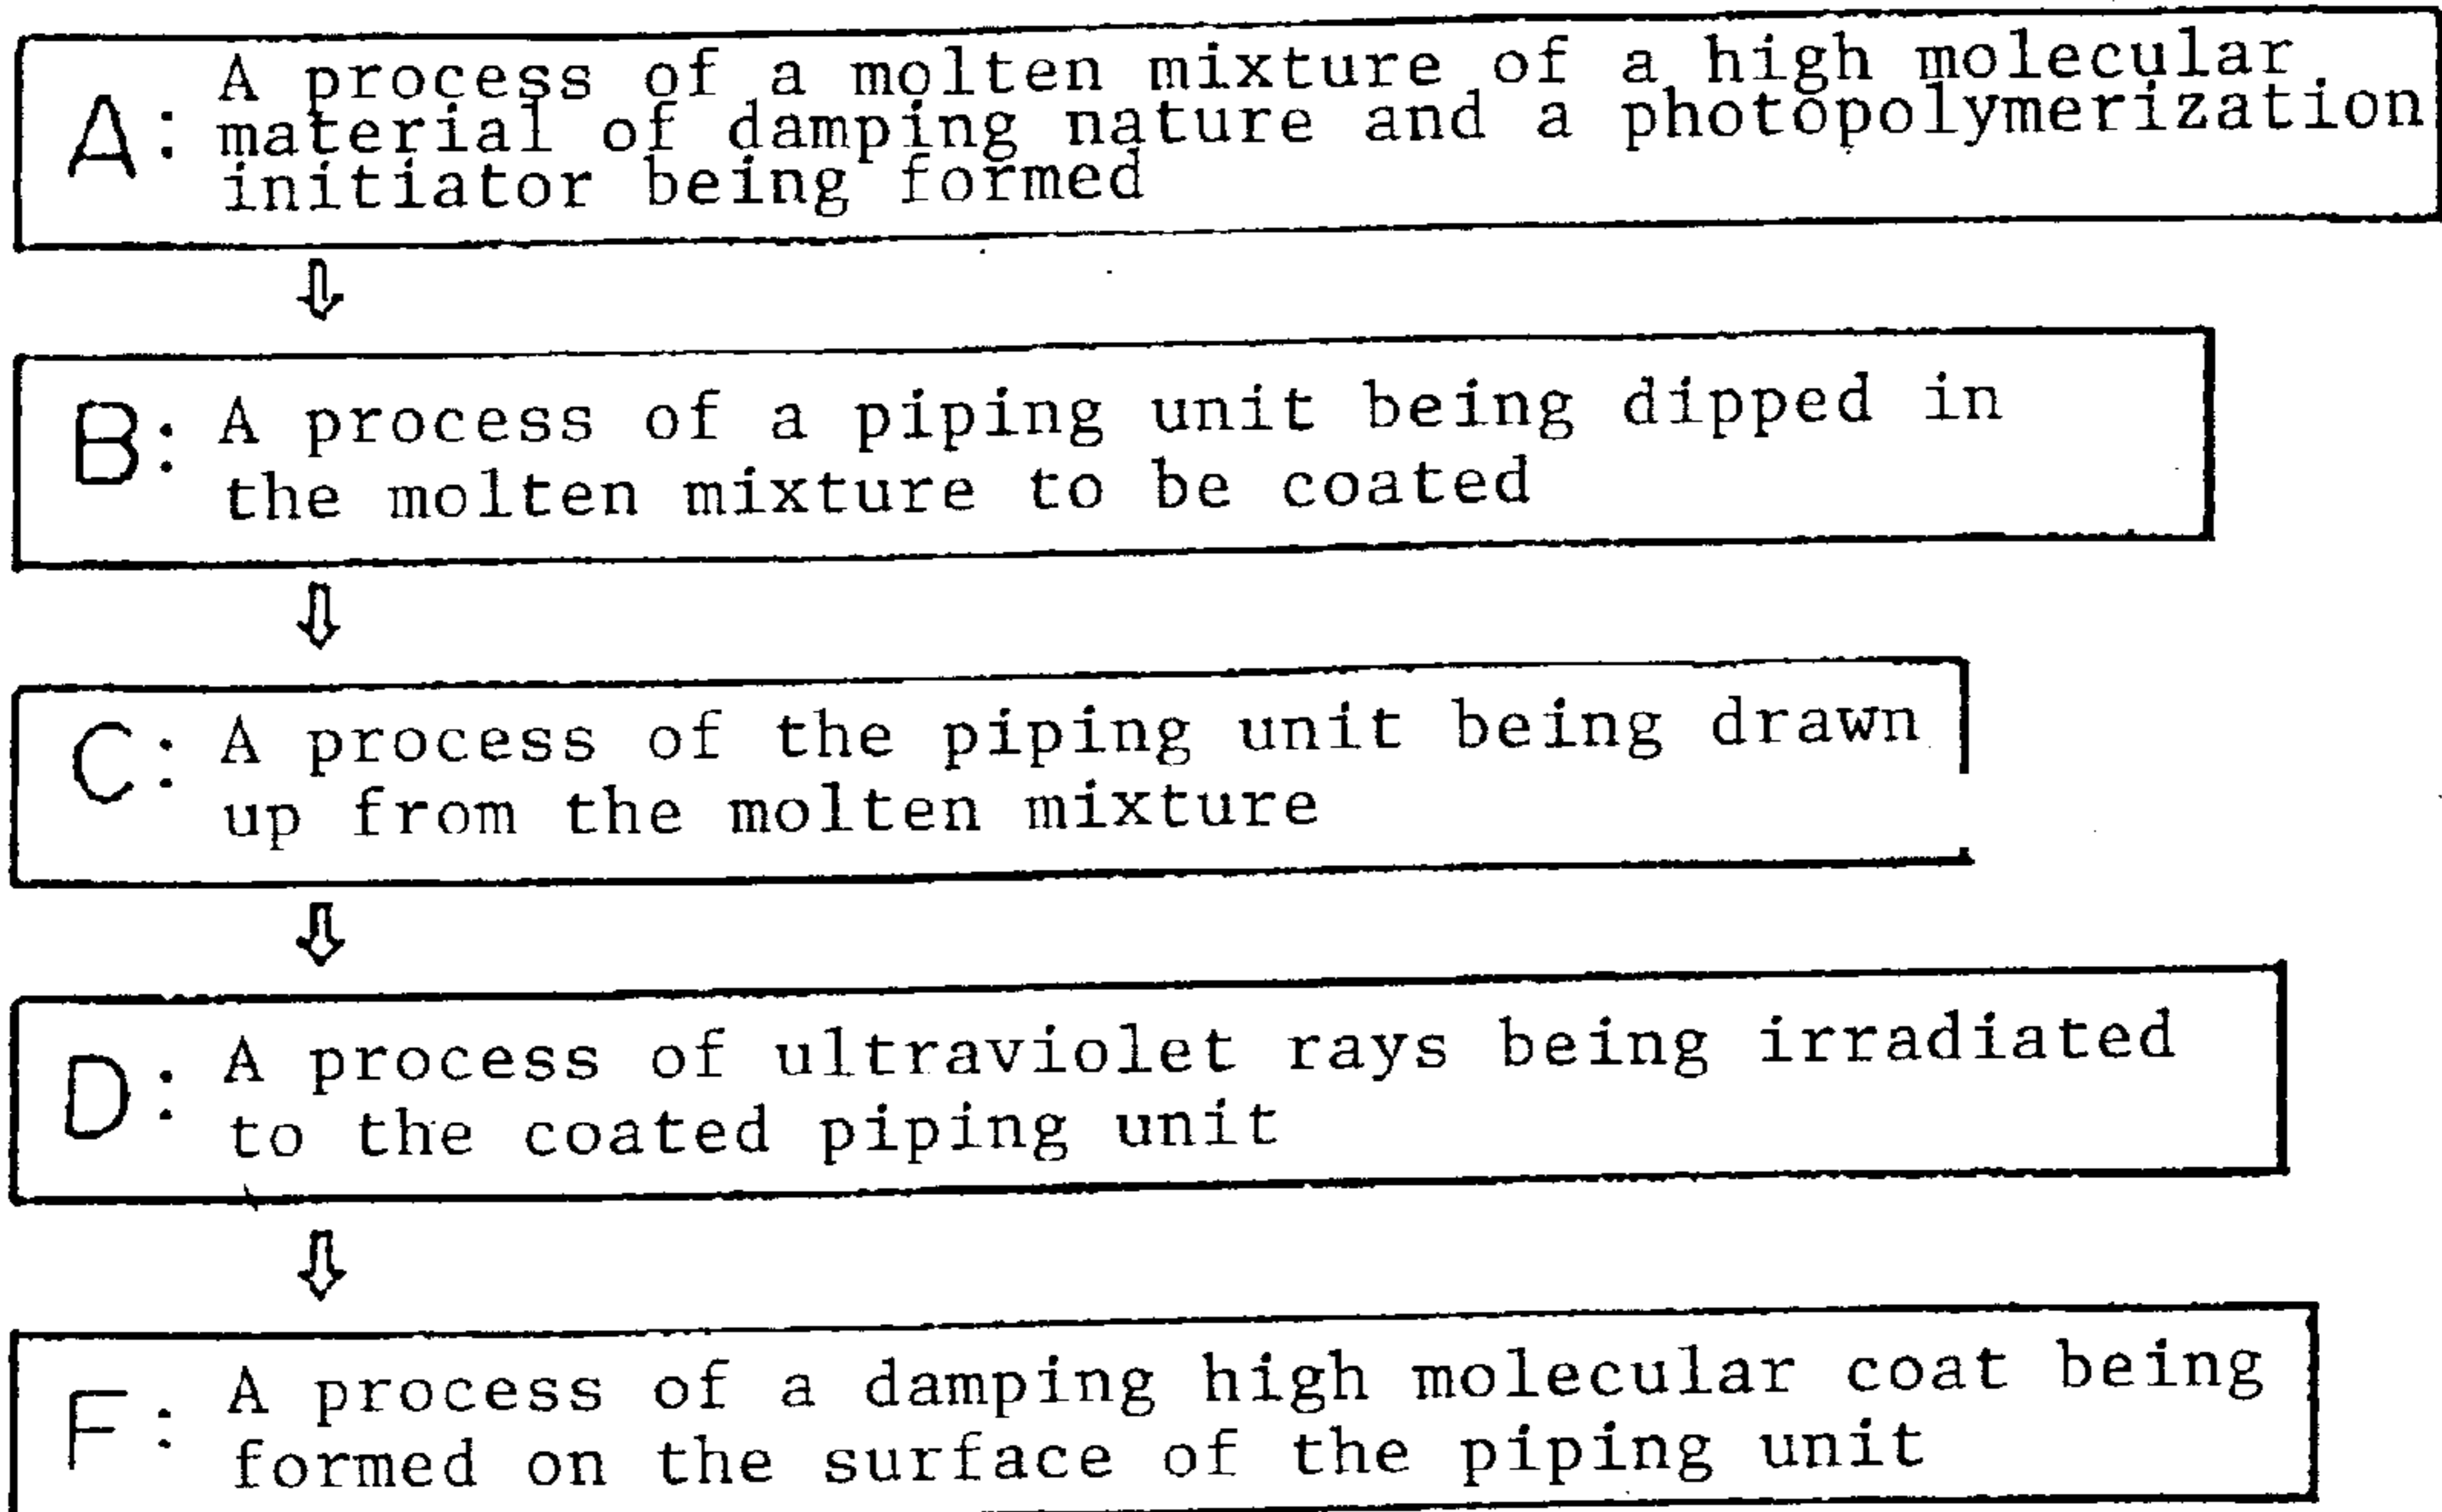 A: A process of a molten mixture of a high molecular
material of damping nature and a photopolymerization
initiator being formed
B: A process of a piping unit being dipped in
the molten mixture to be coated
C: A process of the piping unit being drawn
up from the molten mixture
D: A process of ultraviolet rays being irradiated
to the coated piping unit
F: A process of a damping high molecular coat being
formed on the surface of the piping unit